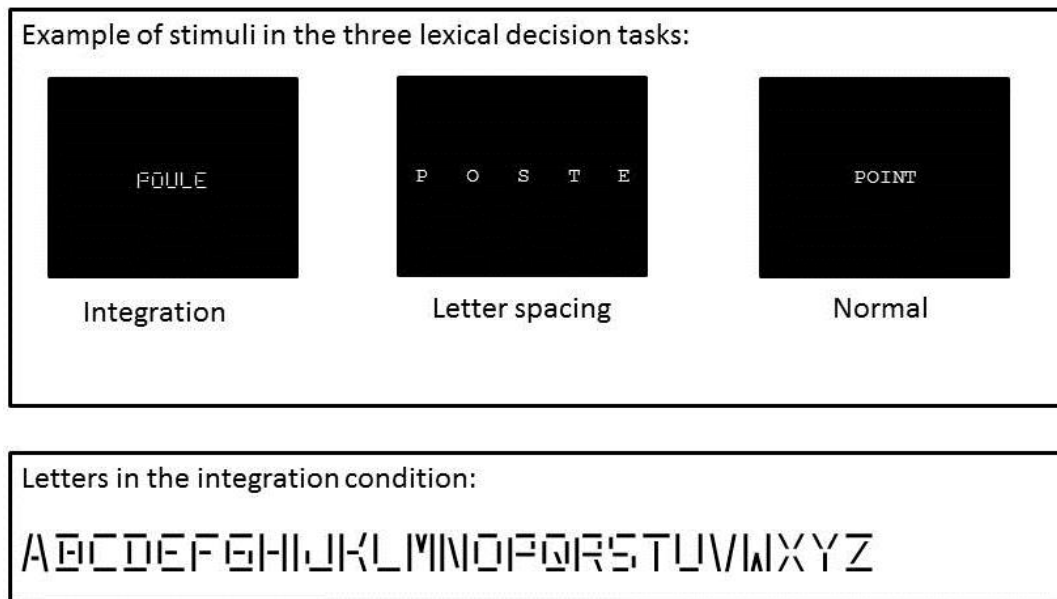 Example of stimuli in the three lexical decision tasks:
POULE
P O S T E
POINT
Integration
Letter spacing
Normal
Letters in the integration condition:
ABCDEFGHIJKLMNOPQRSTUVWXYZ